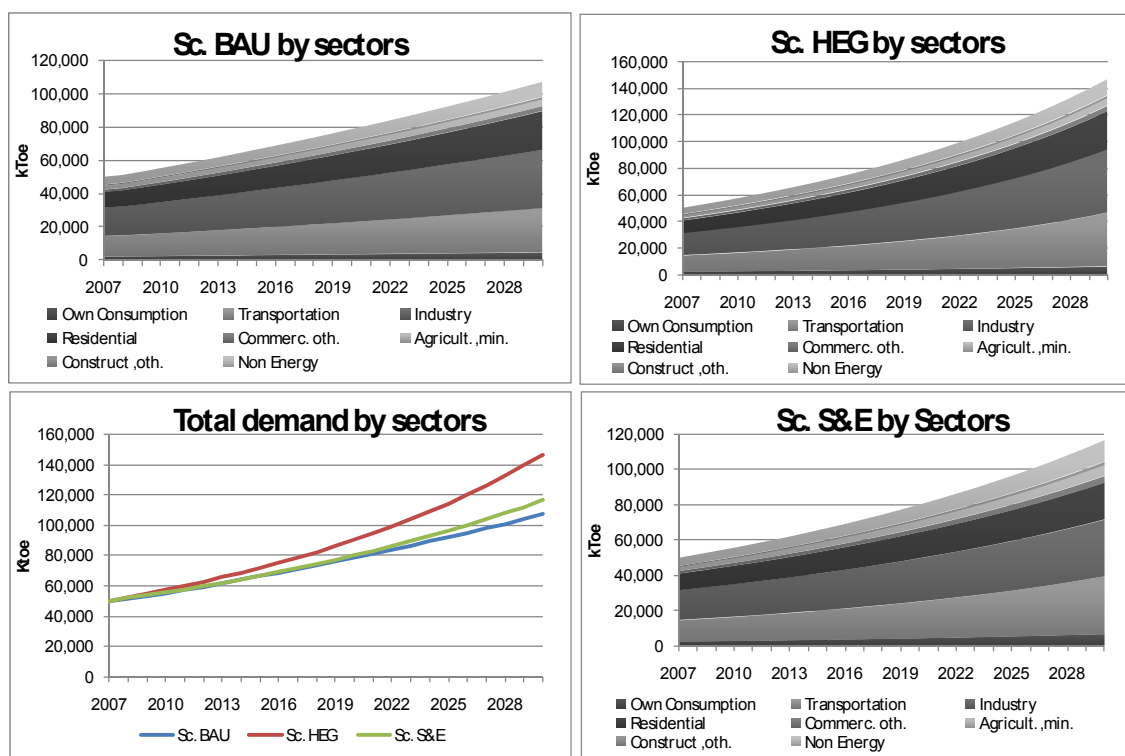 Sc. BAU by sectors
120,000
100,000
80,000
60,000
40,000
20,000
0
kToe
2007 2010 2013 2016 2019 2022 2025 2028
Own Consumption Transportation Industry
Residential Commerc. oth. Agricult. ,min.
Construct ,oth. Non Energy
Sc. HEG by sectors
160,000
140,000
120,000
100,000
80,000
60,000
40,000
20,000
0
kToe
2007 2010 2013 2016 2019 2022 2025 2028
Own Consumption Transportation Industry
Residential Commerc. oth. Agricult. ,min.
Construct ,oth. Non Energy
Total demand by sectors
160,000
140,000
120,000
100,000
80,000
60,000
40,000
20,000
0
Ktoe
2007 2010 2013 2016 2019 2022 2025 2028
Sc. BAU Sc. HEG Sc. S&E
Sc. S&E by Sectors
120,000
100,000
80,000
60,000
40,000
20,000
0
kToe
2007 2010 2013 2016 2019 2022 2025 2028
Own Consumption Transportation Industry
Residential Commerc. oth. Agricult. ,min.
Construct ,oth. Non Energy